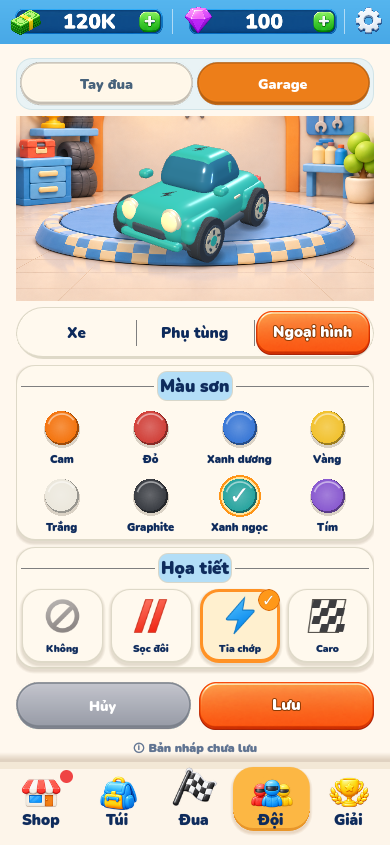 120K
100
Tay đua
Garage
Xe
Phụ tùng
Ngoại hình
Màu sơn
Cam
Đỏ
Xanh dương
Vàng
Trắng
Graphite
Xanh ngọc
Tím
Họa tiết
Không
Sọc đôi
Tia chớp
Caro
Hủy
Lưu
Bản nháp chưa lưu
Shop
Túi
Đua
Đội
Giải